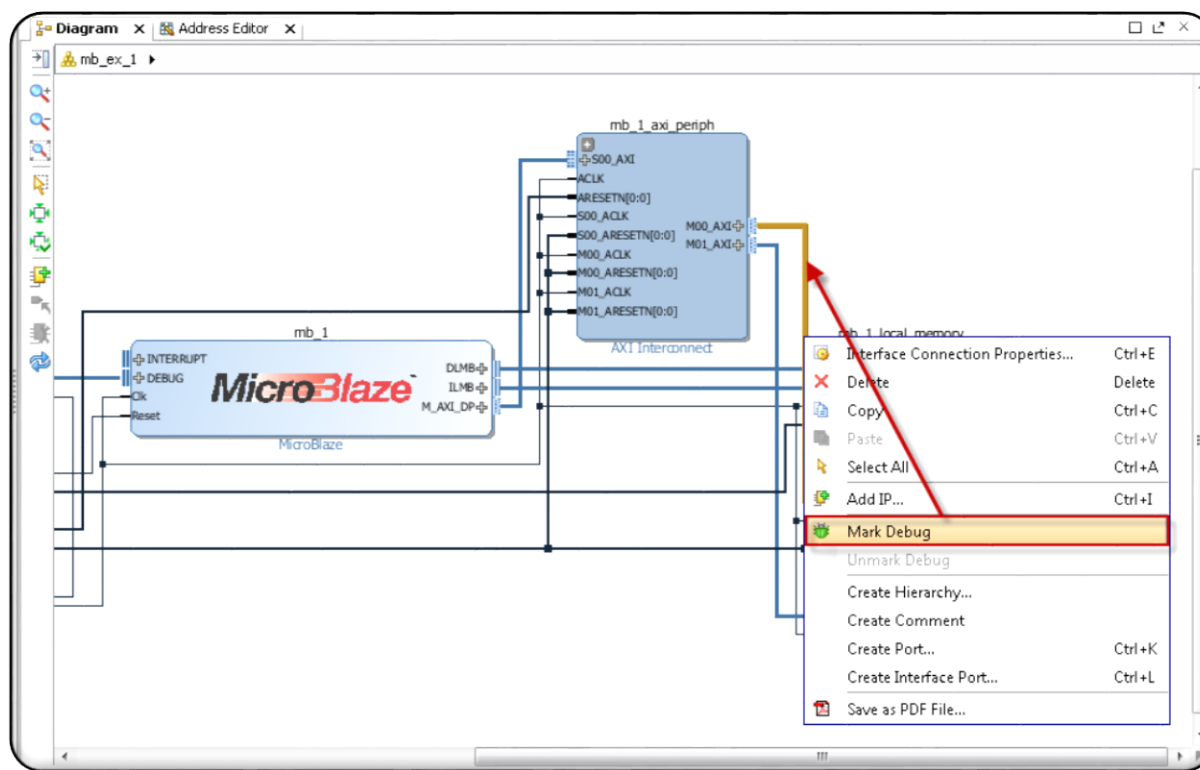 Diagram
Address Editor
mb_ex_1
mb_1_axi_periph
S00_AXI
ACLK
ARESETN[0:0]
S00_ACLK
S00_ARESETN[0:0]
M00_ACLK
M00_ARESETN[0:0]
M01_ACLK
M01_ARESETN[0:0]
M00_AXI
M01_AXI
AXI Interconnect
mb_1
INTERRUPT
DEBUG
Clk
Reset
MicroBlaze
DLMB
ILMB
M_AXI_DP
MicroBlaze
mb_1_local_memory
Interface Connection Properties... Ctrl+E
Delete Delete
Copy Ctrl+C
Paste Ctrl+V
Select All Ctrl+A
Add IP... Ctrl+I
Mark Debug
Unmark Debug
Create Hierarchy...
Create Comment
Create Port... Ctrl+K
Create Interface Port... Ctrl+L
Save as PDF File...